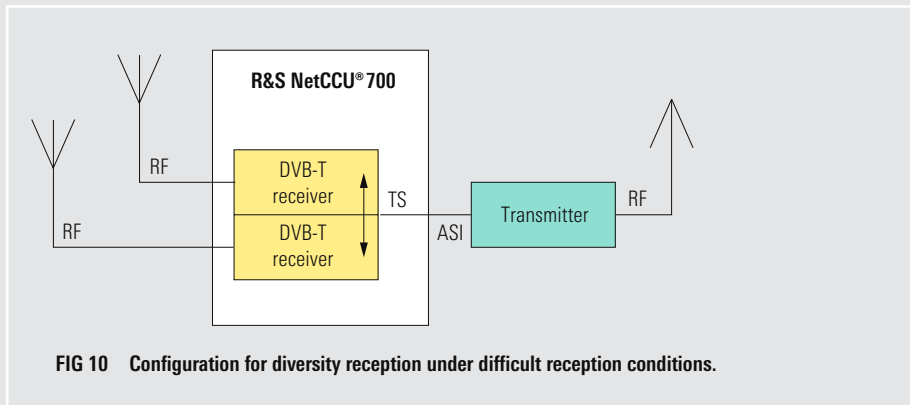 R&S NetCCU® 700
RF
DVB-T
receiver
TS
DVB-T
receiver
RF
ASI
Transmitter
RF
FIG 10 Configuration for diversity reception under difficult reception conditions.